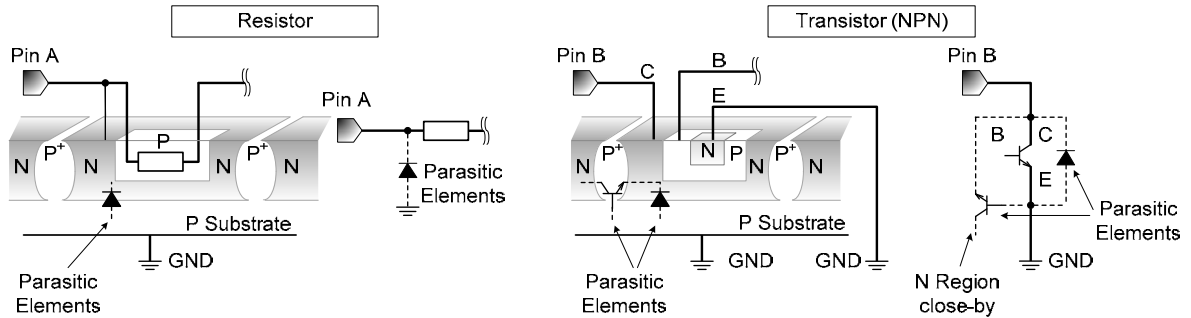 Resistor
Pin A
N P+ N P N P+ N
Parasitic
Elements
P Substrate
GND
Pin A
Parasitic
Elements
Transistor (NPN)
Pin B
C
B
E
N P+ N N P P+ N
P Substrate
GND
GND
Parasitic
Elements
Pin B
B C
E
Parasitic
Elements
GND
N Region
close-by